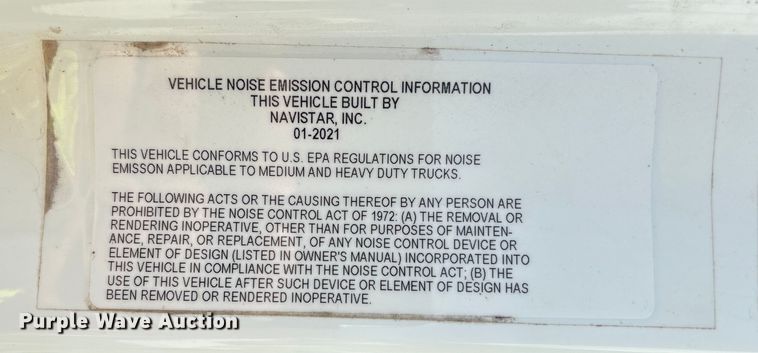 VEHICLE NOISE EMISSION CONTROL INFORMATION
THIS VEHICLE BUILT BY
NAVISTAR, INC.
01-2021
THIS VEHICLE CONFORMS TO U.S. EPA REGULATIONS FOR NOISE
EMISSON APPLICABLE TO MEDIUM AND HEAVY DUTY TRUCKS.
THE FOLLOWING ACTS OR THE CAUSING THEREOF BY ANY PERSON ARE
PROHIBITED BY THE NOISE CONTROL ACT OF 1972: (A) THE REMOVAL OR
RENDERING INOPERATIVE, OTHER THAN FOR PURPOSES OF MAINTEN-
ANCE, REPAIR, OR REPLACEMENT, OF ANY NOISE CONTROL DEVICE OR
ELEMENT OF DESIGN (LISTED IN OWNER'S MANUAL) INCORPORATED INTO
THIS VEHICLE IN COMPLIANCE WITH THE NOISE CONTROL ACT; (B) THE
USE OF THIS VEHICLE AFTER SUCH DEVICE OR ELEMENT OF DESIGN HAS
BEEN REMOVED OR RENDERED INOPERATIVE.
Purple Wave Auction